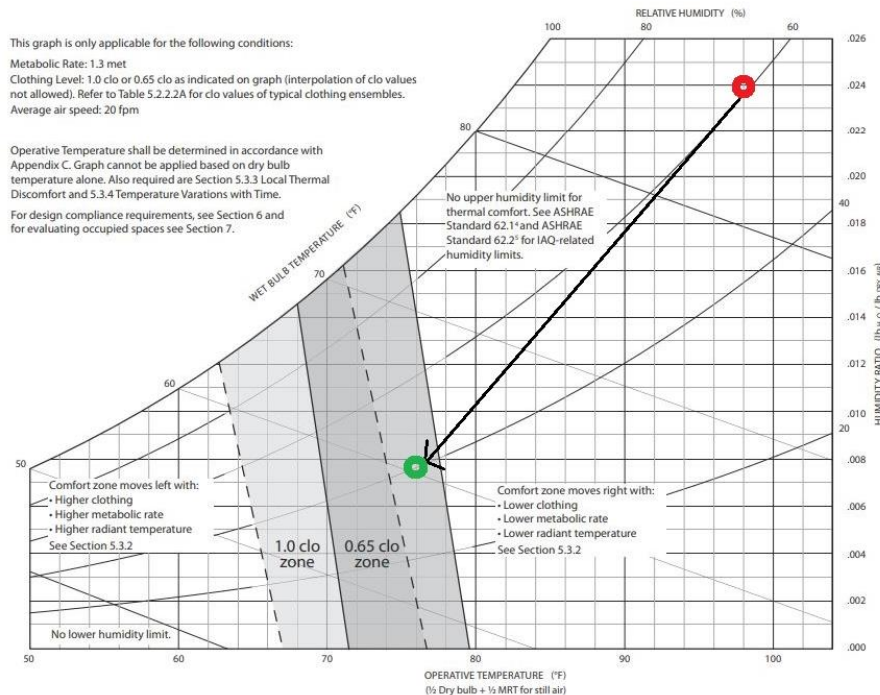 RELATIVE HUMIDITY (%)
100
80
60
.026
This graph is only applicable for the following conditions:
Metabolic Rate: 1.3 met
Clothing Level: 1.0 clo or 0.65 clo as indicated on graph (interpolation of clo values
not allowed). Refer to Table 5.2.2.2A for clo values of typical clothing ensembles.
Average air speed: 20 fpm
.024
.022
80
Operative Temperature shall be determined in accordance with
Appendix C. Graph cannot be applied based on dry bulb
temperature alone. Also required are Section 5.3.3 Local Thermal
Discomfort and 5.3.4 Temperature Varations with Time.
For design compliance requirements, see Section 6 and
for evaluating occupied spaces see Section 7.
.020
No upper humidity limit for
thermal comfort. See ASHRAE
Standard 62.1⁴ and ASHRAE
Standard 62.2⁵ for IAQ-related
humidity limits.
40
.018
WET BULB TEMPERATURE (°F)
70
.016
.014
.012
HUMIDITY RATIO
60
.010
20
50
.008
Comfort zone moves left with:
• Higher clothing
• Higher metabolic rate
• Higher radiant temperature
See Section 5.3.2
Comfort zone moves right with:
• Lower clothing
• Lower metabolic rate
• Lower radiant temperature
See Section 5.3.2
.006
1.0 clo
zone
0.65 clo
zone
.004
.002
No lower humidity limit.
.000
50
60
70
80
90
100
OPERATIVE TEMPERATURE (°F)
(½ Dry bulb + ½ MRT for still air)